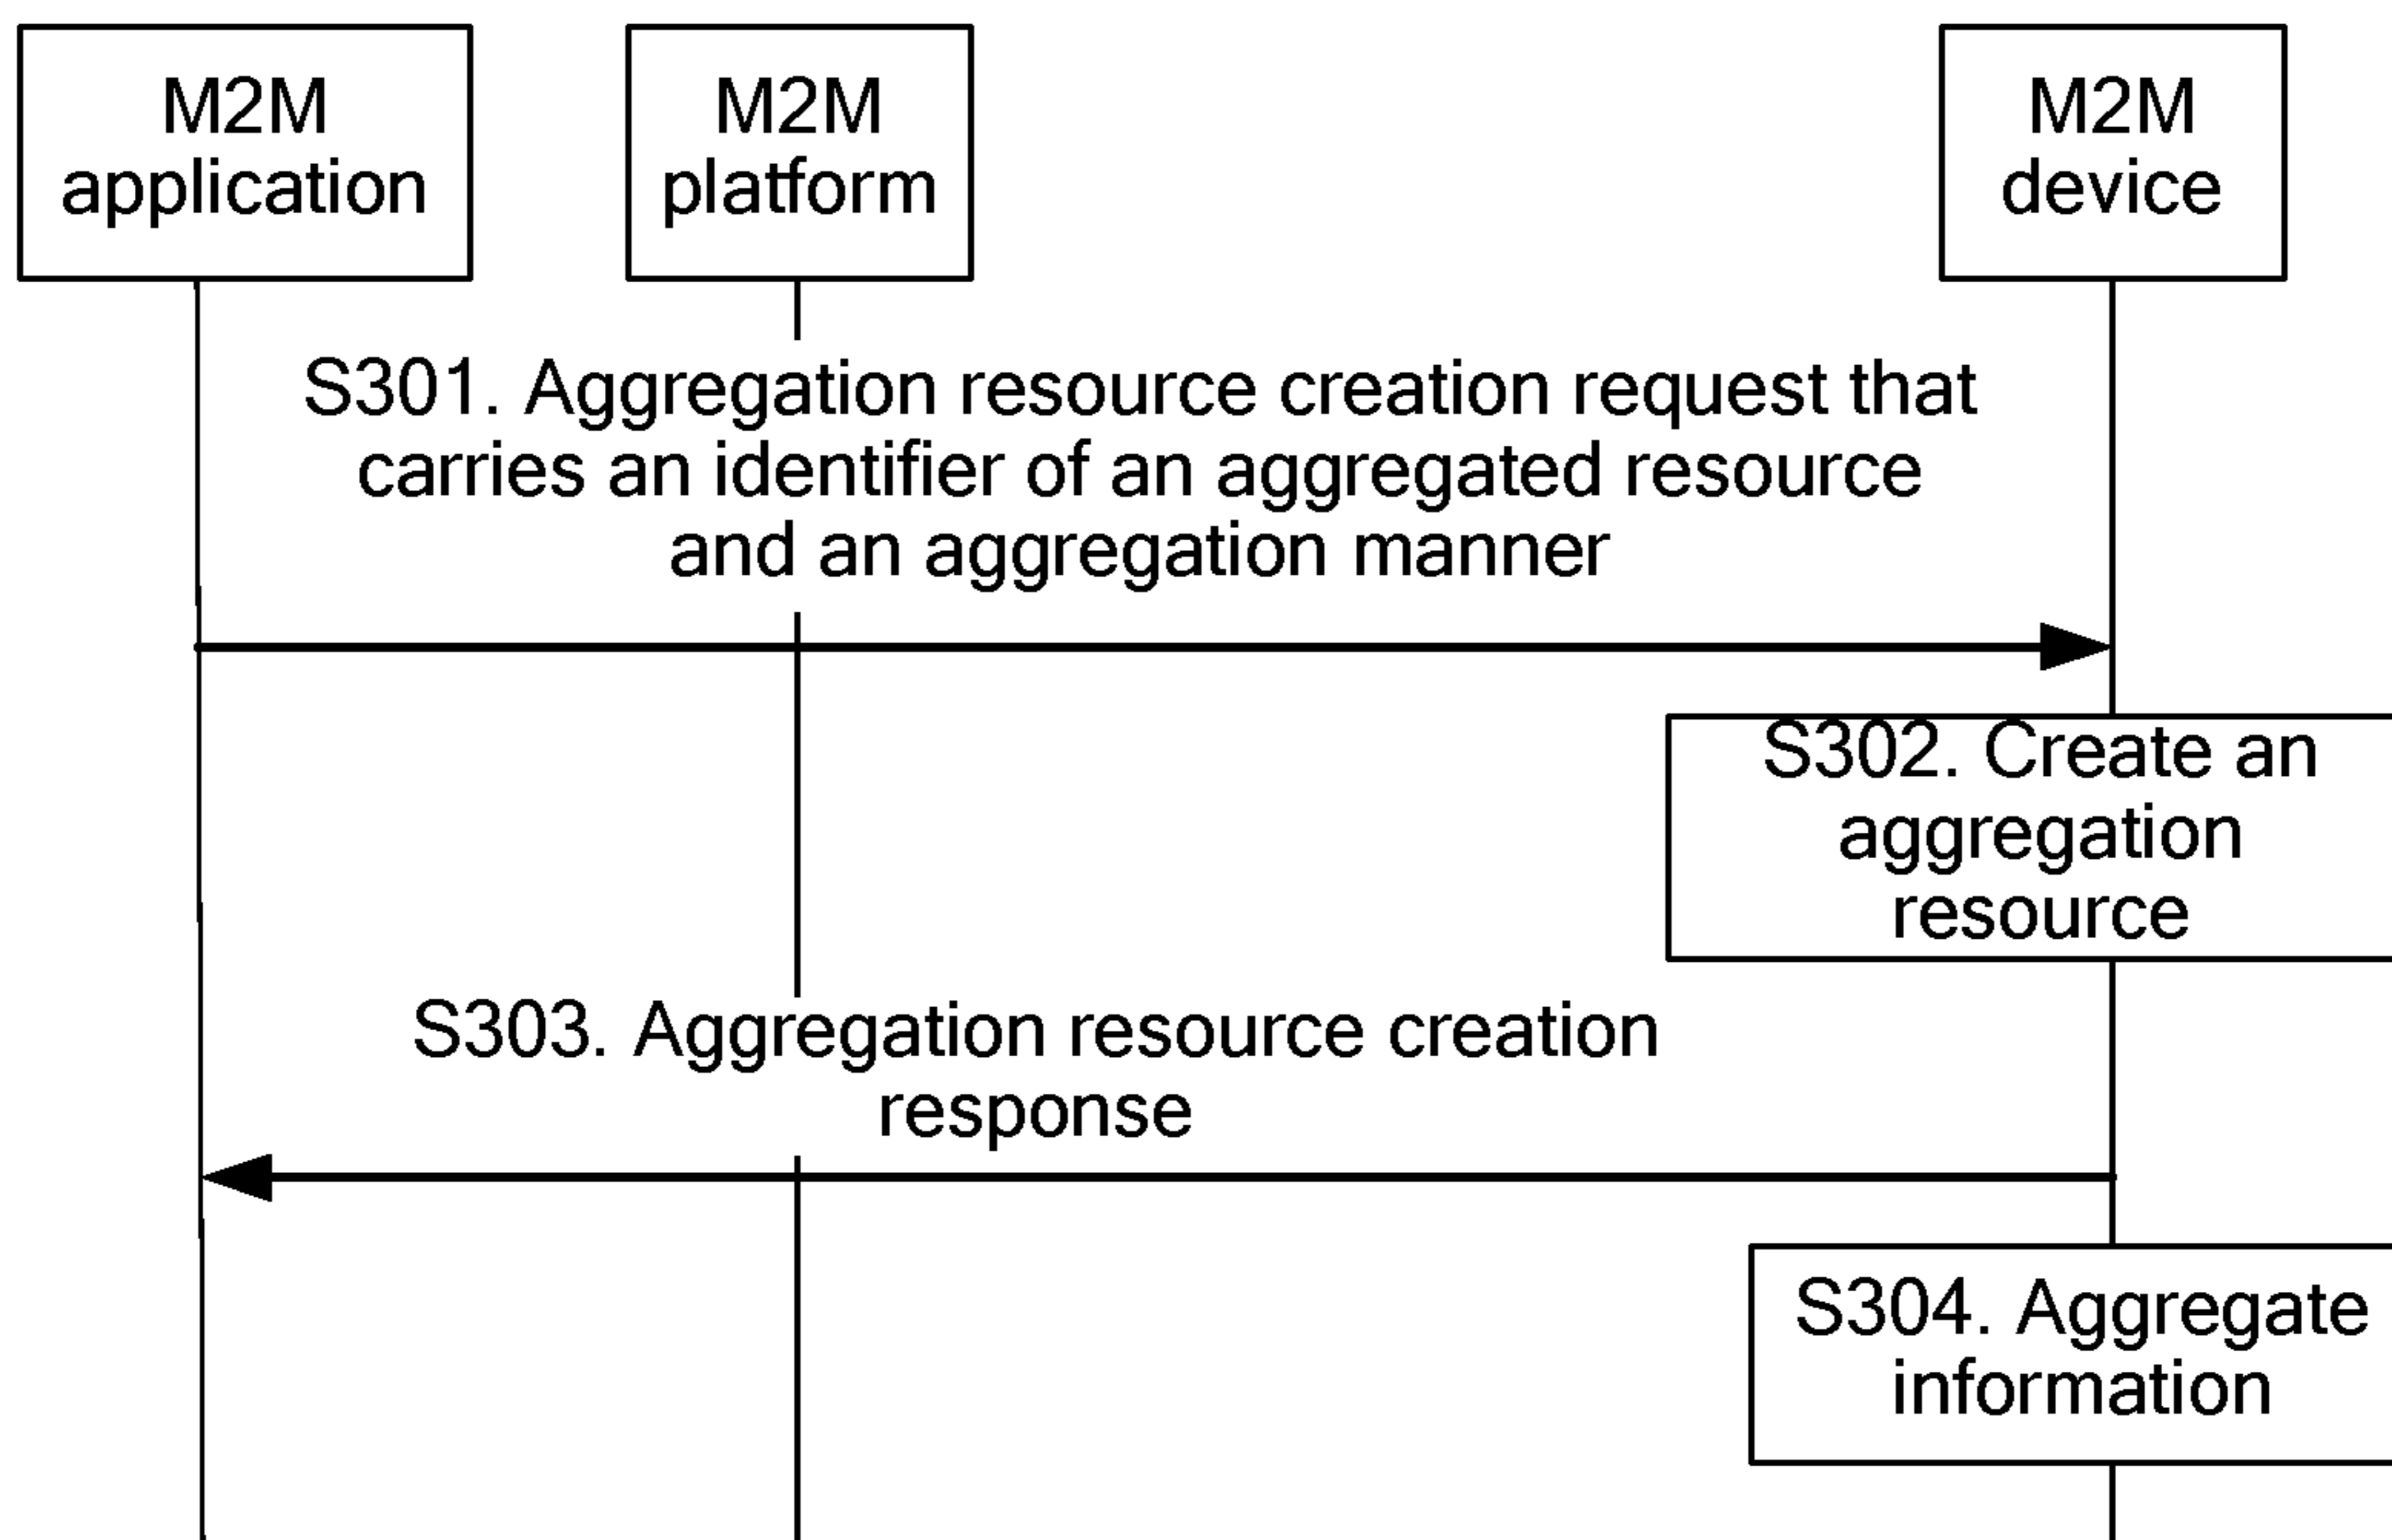 M2M
application
M2M
platform
M2M
device
S301. Aggregation resource creation request that
carries an identifier of an aggregated resource
and an aggregation manner
S302. Create an
aggregation
resource
S303. Aggregation resource creation
response
S304. Aggregate
information